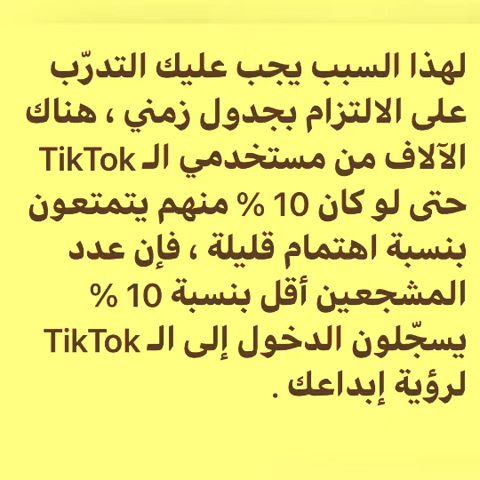 لهذا السبب يجب عليك التدرّب
على الالتزام بجدول زمني ، هناك
الآلاف من مستخدمي الـ TikTok
حتى لو كان 10 % منهم يتمتعون
بنسبة اهتمام قليلة ، فإن عدد
المشجعين أقل بنسبة 10 %
يسجّلون الدخول إلى الـ TikTok
لرؤية إبداعك .